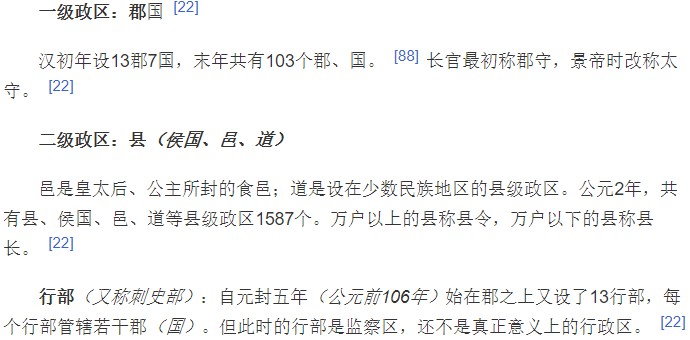 一级政区：郡国 [22]
汉初年设13郡7国，末年共有103个郡、国。 [88] 长官最初称郡守，景帝时改称太
守。 [22]
二级政区：县（侯国、邑、道）
邑是皇太后、公主所封的食邑；道是设在少数民族地区的县级政区。公元2年，共
有县、侯国、邑、道等县级政区1587个。万户以上的县称县令，万户以下的县称县
长。 [22]
行部（又称刺史部）：自元封五年（公元前106年）始在郡之上又设了13行部，每
个行部管辖若干郡（国）。但此时的行部是监察区，还不是真正意义上的行政区。 [22]